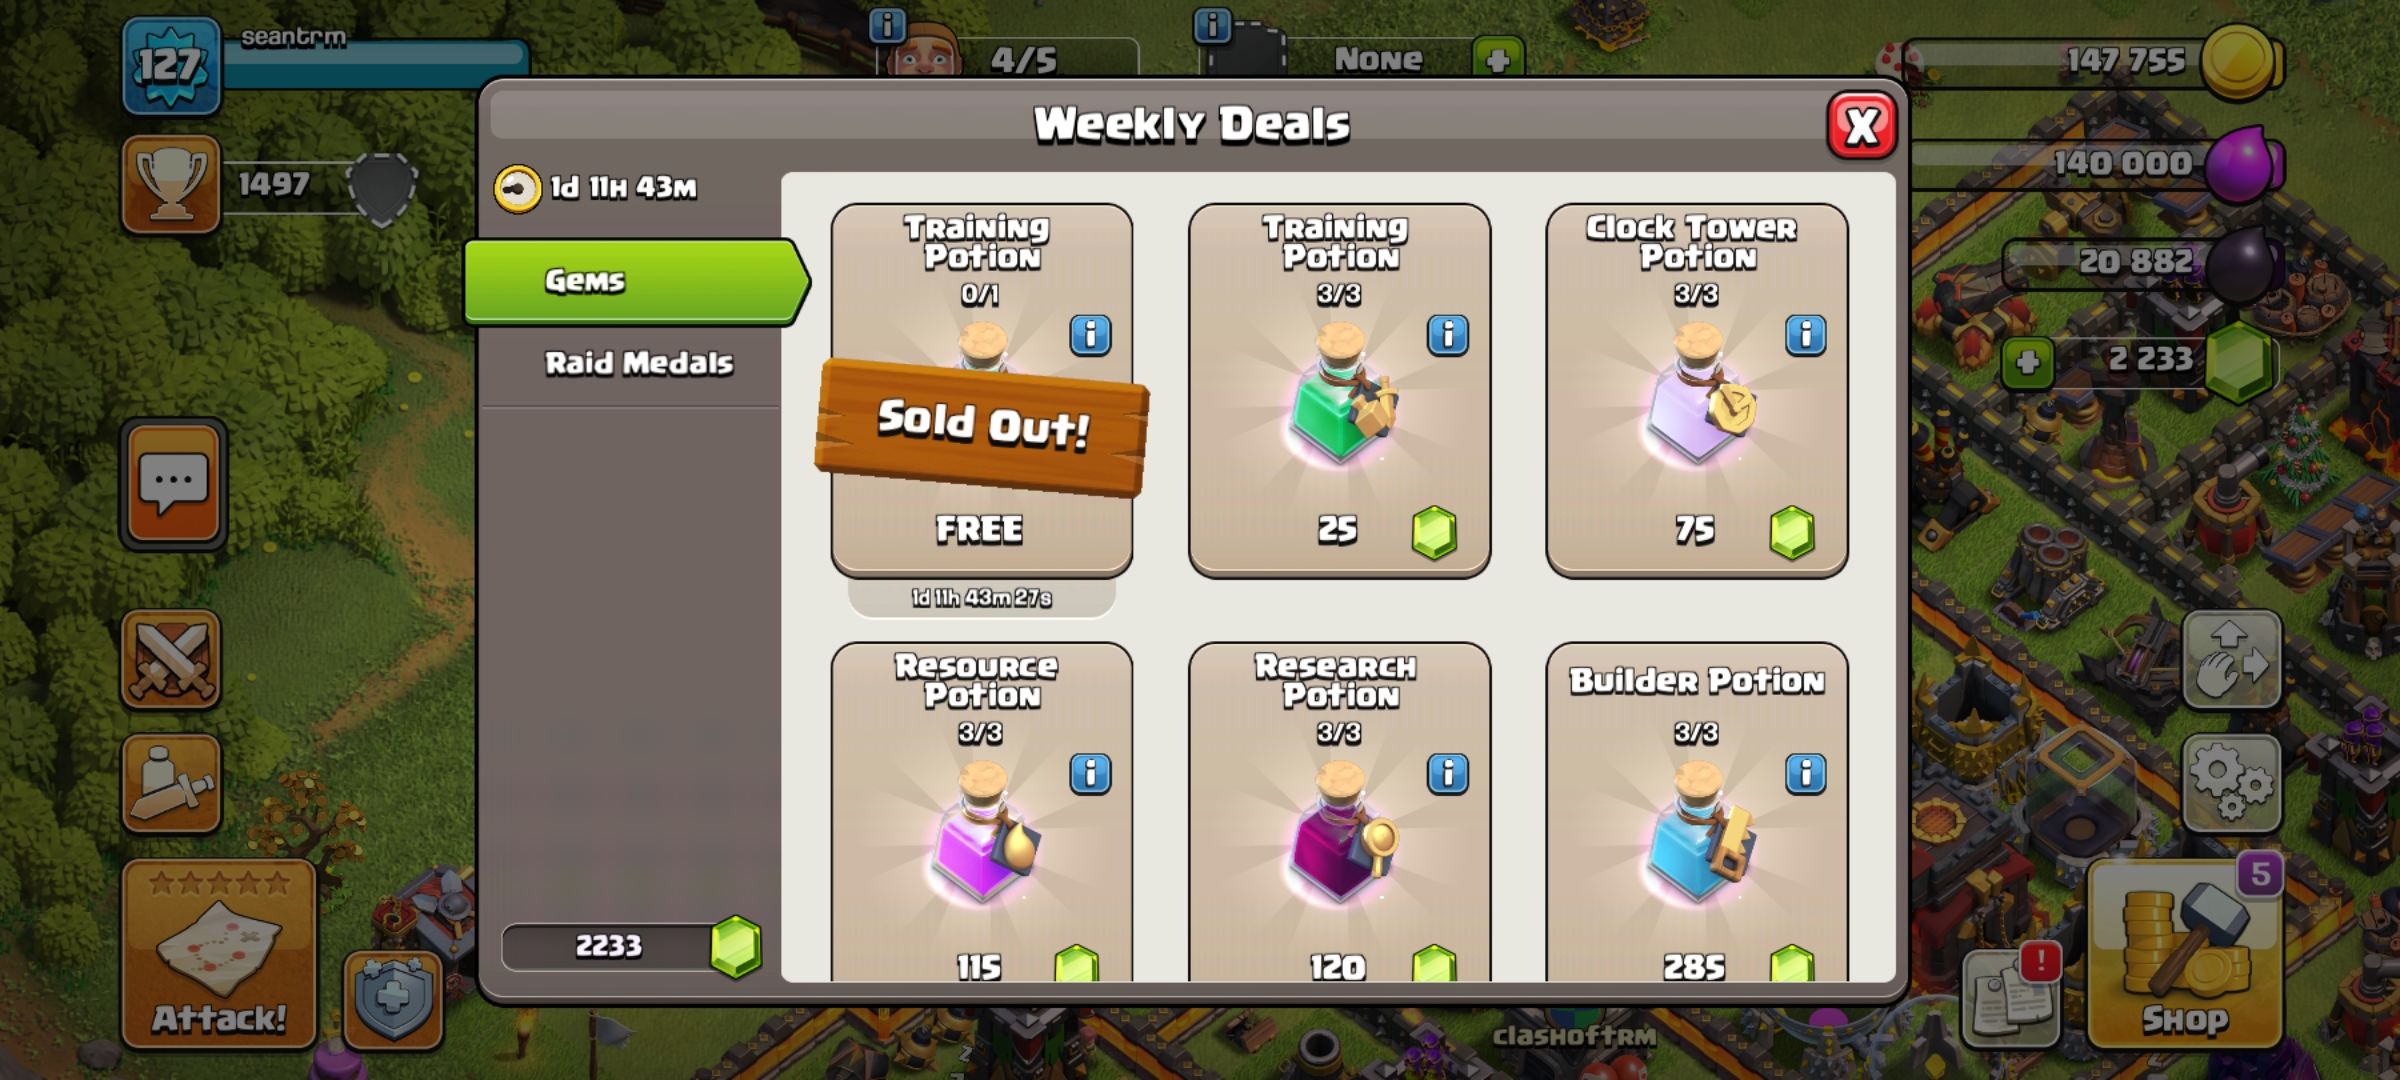 127
seantrm
4/5
None
147 755
1497
140 000
20 882
2 233
Weekly Deals
X
1d 11h 43m
Gems
Raid Medals
2233
Training
Potion
0/1
i
Sold Out!
FREE
1d 11h 43m 27s
Training
Potion
3/3
i
25
Clock Tower
Potion
3/3
i
75
Resource
Potion
3/3
i
115
Research
Potion
3/3
i
120
Builder Potion
3/3
i
285
Attack!
clashoftrm
!
5
Shop